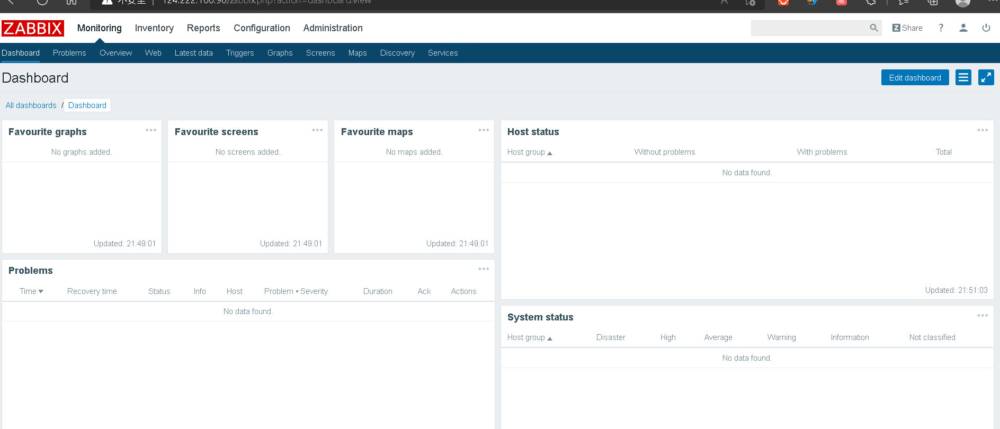 不安全 | 124.222.100.98/zabbix.php?action=dashboard.view
ZABBIX Monitoring Inventory Reports Configuration Administration Z Share ?
Dashboard Problems Overview Web Latest data Triggers Graphs Screens Maps Discovery Services
Dashboard
Edit dashboard
All dashboards / Dashboard
Favourite graphs
No graphs added.
Updated: 21:49:01
Favourite screens
No screens added.
Updated: 21:49:01
Favourite maps
No maps added.
Updated: 21:49:01
Host status
Host group Without problems With problems Total
No data found.
Updated: 21:51:03
Problems
Time Recovery time Status Info Host Problem • Severity Duration Ack Actions
No data found.
System status
Host group Disaster High Average Warning Information Not classified
No data found.